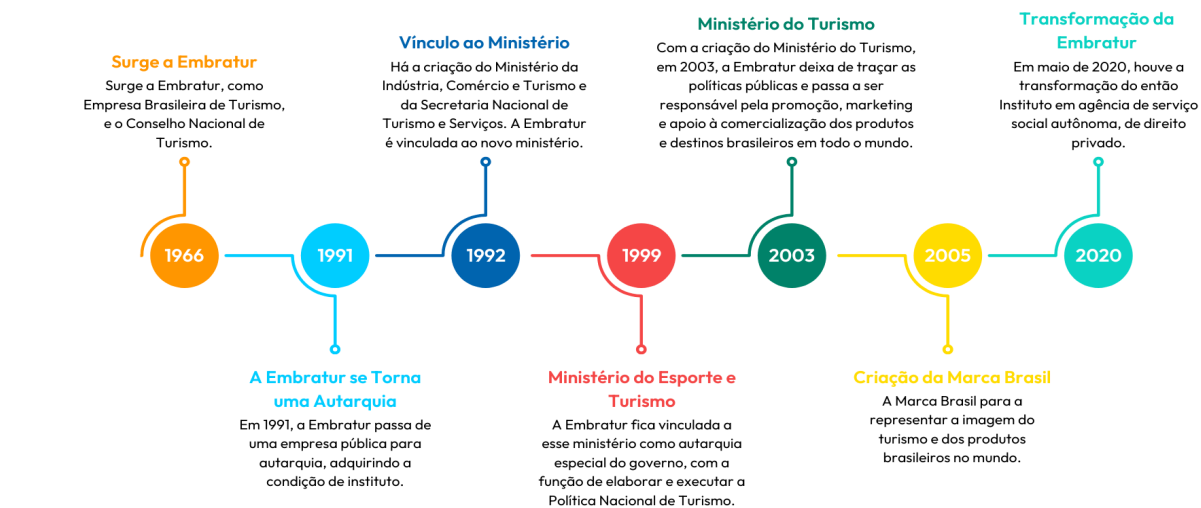 Surge a Embratur
Surge a Embratur, como
Empresa Brasileira de Turismo,
e o Conselho Nacional de
Turismo.
Vínculo ao Ministério
Há a criação do Ministério da
Indústria, Comércio e Turismo e
da Secretaria Nacional de
Turismo e Serviços. A Embratur
é vinculada ao novo ministério.
Ministério do Turismo
Com a criação do Ministério do Turismo,
em 2003, a Embratur deixa de traçar as
políticas públicas e passa a ser
responsável pela promoção, marketing
e apoio à comercialização dos produtos
e destinos brasileiros em todo o mundo.
Transformação da
Embratur
Em maio de 2020, houve a
transformação do então
Instituto em agência de serviço
social autônoma, de direito
privado.
1966
1991
1992
1999
2003
2005
2020
A Embratur se Torna
uma Autarquia
Em 1991, a Embratur passa de
uma empresa pública para
autarquia, adquirindo a
condição de instituto.
Ministério do Esporte e
Turismo
A Embratur fica vinculada a
esse ministério como autarquia
especial do governo, com a
função de elaborar e executar a
Política Nacional de Turismo.
Criação da Marca Brasil
A Marca Brasil para a
representar a imagem do
turismo e dos produtos
brasileiros no mundo.